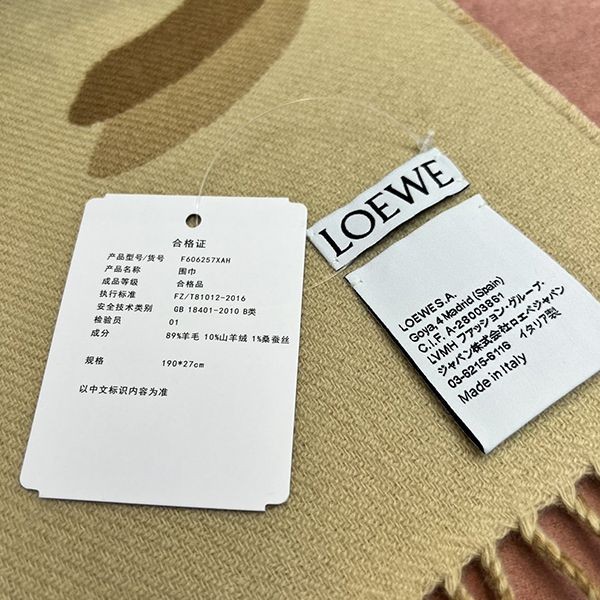 合格证
产品型号/货号 F606257XAH
产品名称 围巾
成品等级 合格品
执行标准 FZ/T81012-2016
安全技术类别 GB 18401-2010 B类
检验员 01
成分 89%羊毛 10%山羊绒 1%桑蚕丝
规格 190*27cm
以中文标识内容为准
LOEWE
LOEWE S.A.
Goya, 4 Madrid (Spain)
C.I.F. A-28003861
LVMH ファッション・グループ・
ジャパン株式会社ロエベジャパン
03-6215-6116 イタリア製
Made in Italy